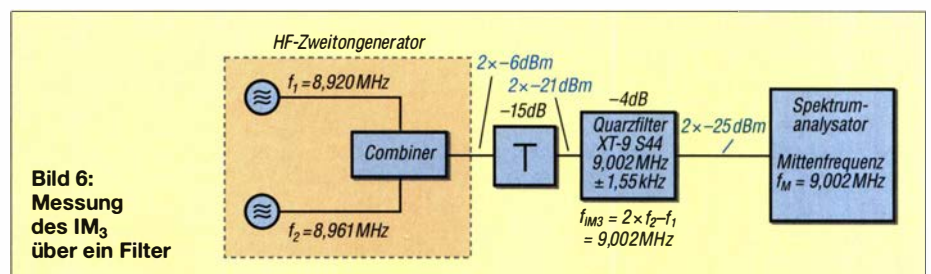 HF-Zweitongenerator
f₁ = 8,920 MHz
f₂ = 8,961 MHz
Combiner
2×–6dBm
2×–21dBm
–15dB
T
–4dB
Quarzfilter
XT-9 S44
9,002 MHz
± 1,55 kHz
f_IM3 = 2 × f₂–f₁
= 9,002 MHz
2×–25 dBm
Spektrum-
analysator
Mittenfrequenz
f_M = 9,002 MHz
Bild 6:
Messung
des IM₃
über ein Filter